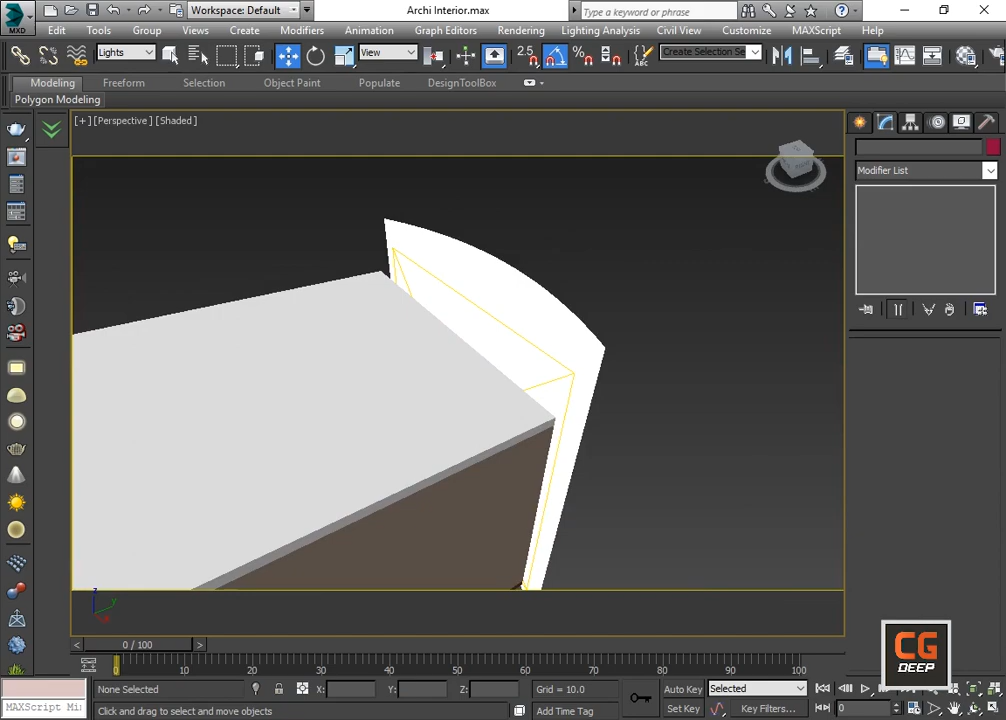 MXD
Workspace: Default
Archi Interior.max
Type a keyword or phrase
Edit Tools Group Views Create Modifiers Animation Graph Editors Rendering Lighting Analysis Civil View Customize MAXScript Help
Lights
View
2.5
Create Selection Se
Modeling Freeform Selection Object Paint Populate DesignToolBox
Polygon Modeling
[+] [Perspective] [Shaded]
Modifier List
z
y
CG
DEEP
< 0 / 100 >
0 10 20 30 40 50 60 70 80 90 100
None Selected X: Y: Z: Grid = 10.0 Auto Key Selected
MAXScript Mi: Click and drag to select and move objects Add Time Tag Set Key Key Filters... 0